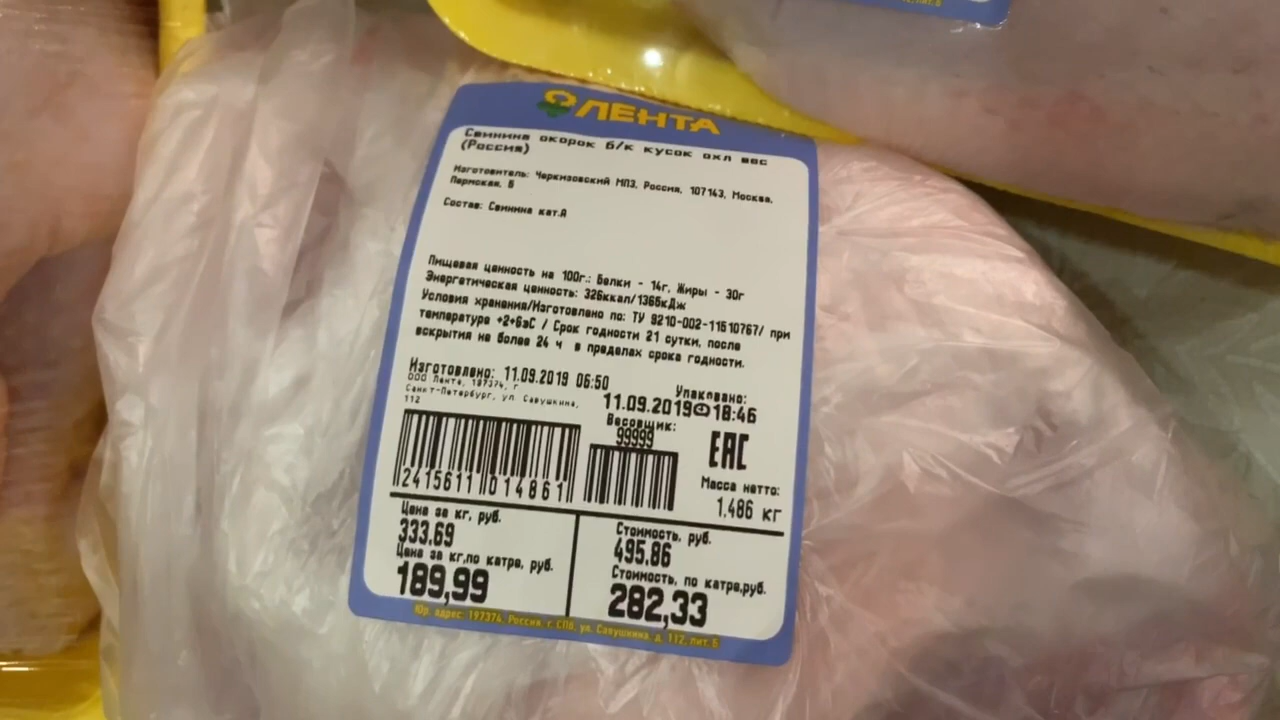 ЛЕНТА
Свинина окорок б/к кусок охл вес
(Россия)
Изготовитель: Черкизовский МПЗ, Россия, 107143, Москва,
Пермская, 5
Состав: Свинина кат.А
Пищевая ценность на 100г.: Белки - 14г, Жиры - 30г
Энергетическая ценность: 326ккал/1365кДж
Условия хранения/Изготовлено по: ТУ 9210-002-11510767/ при
температуре +2+6эС / Срок годности 21 сутки, после
вскрытия не более 24 ч в пределах срока годности.
Изготовлено: 11.09.2019 06:50
ООО Лента, 197374, г
Санкт-Петербург, ул Савушкина,
112
Упаковано:
11.09.2019 18:46
Весовщик:
99999
EAC
2415611 014861
Масса нетто:
1.486 кг
Цена за кг, руб.
333.69
Цена за кг,по карте, руб.
189,99
Стоимость, руб.
495.86
Стоимость, по карте,руб.
282,33
Юр. адрес: 197374, Россия, г. СПб, ул. Савушкина, д. 112, лит. Б